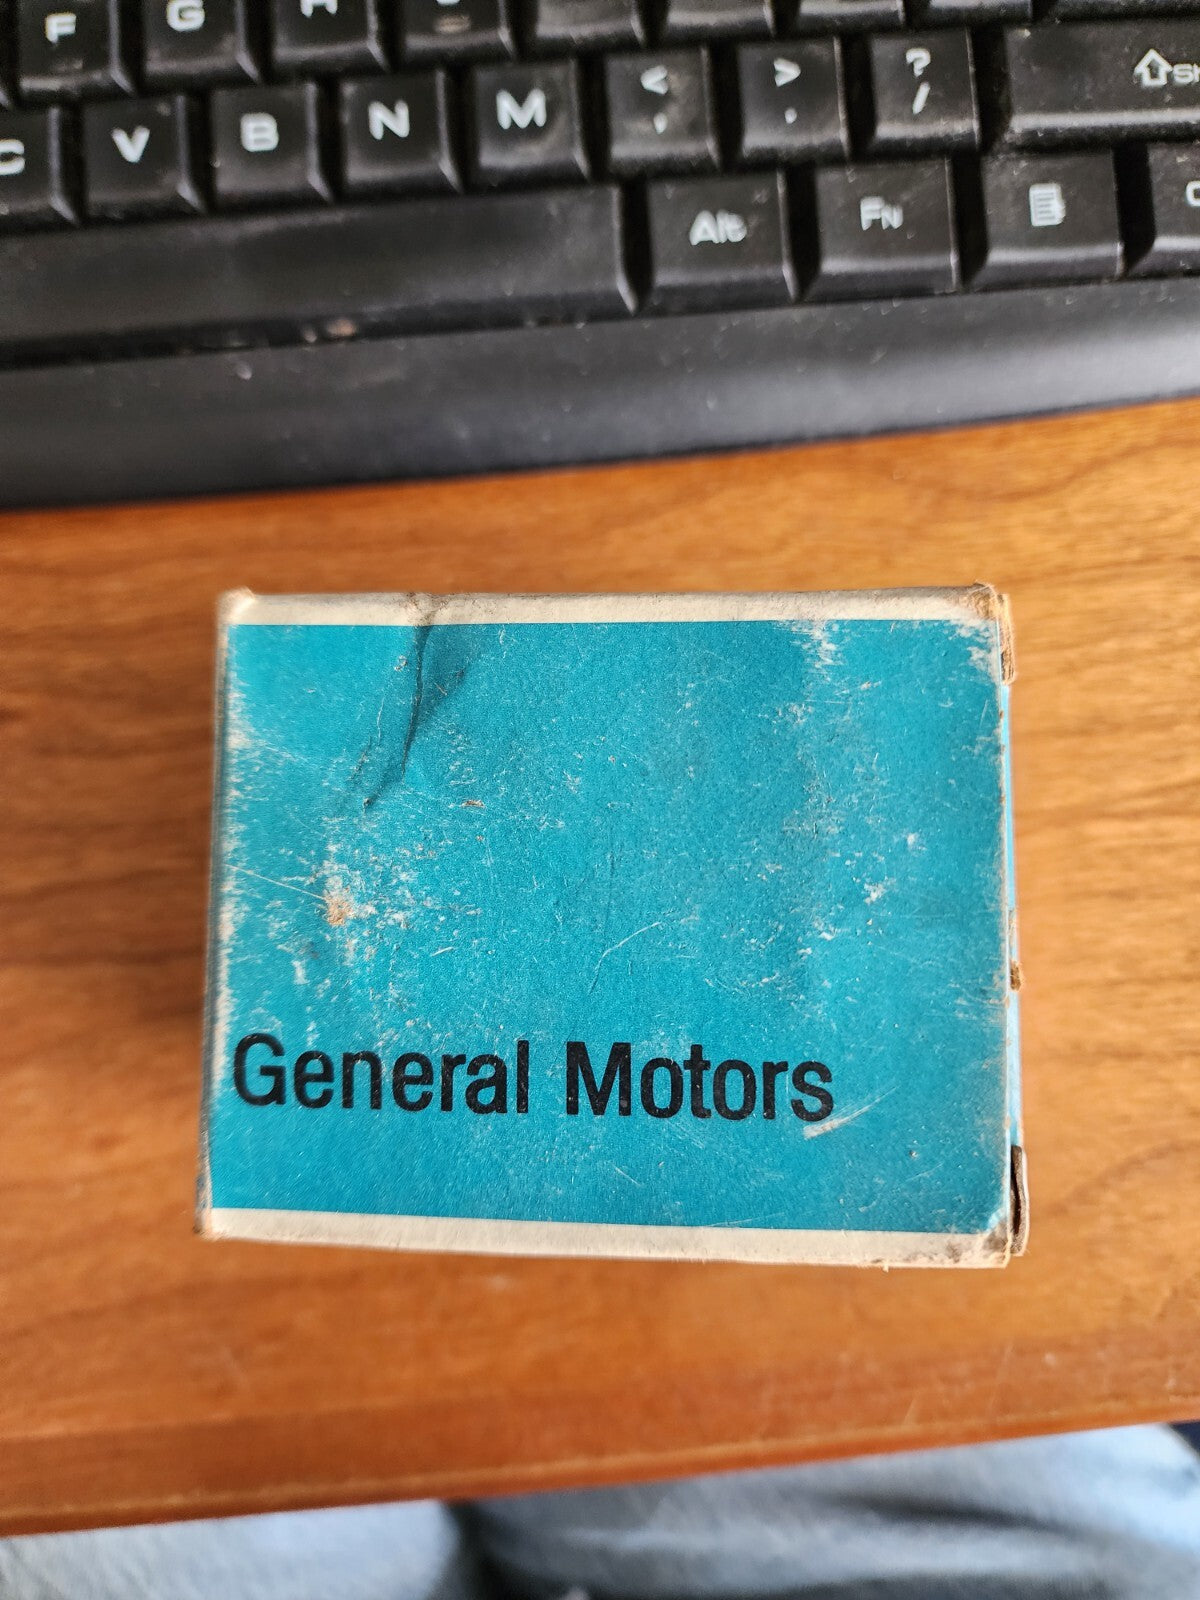 F G
C V B N M < , > . ? /
Alt Fn
General Motors